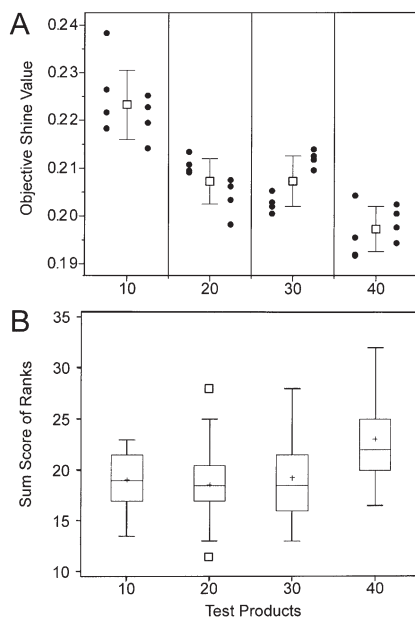 A
Objective Shine Value
0.24
0.23
0.22
0.21
0.20
0.19
10 20 30 40
B
Sum Score of Ranks
35
30
25
20
15
10
10 20 30 40
Test Products